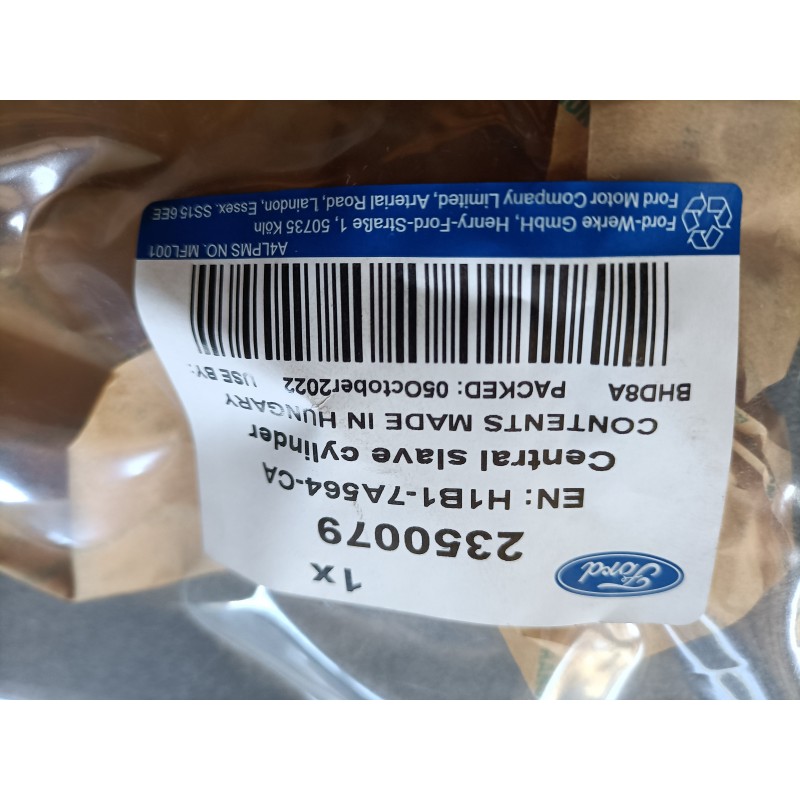 Ford
1x
2350079
EN: H1B1-7A564-CA
Central slave cylinder
CONTENTS MADE IN HUNGARY
BHD8A PACKED: 05October2022 USE BY:
A4LPMS NO. MFL001
Ford-Werke GmbH, Henry-Ford-Straße 1, 50735 Köln
Ford Motor Company Limited, Arterial Road, Laindon, Essex. SS15 6EE